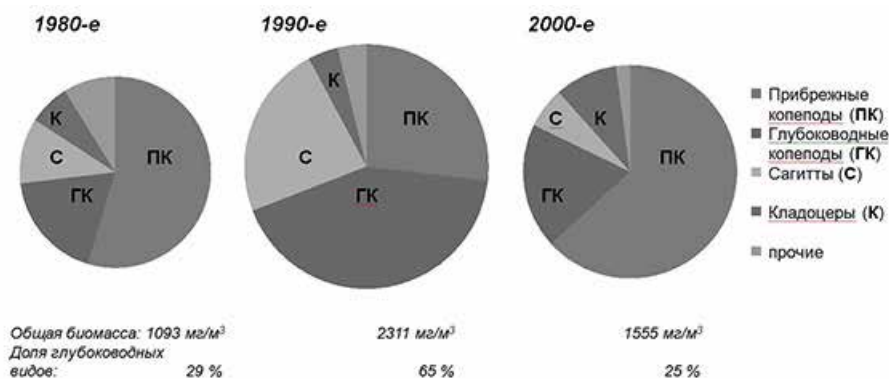 1980-е
1990-е
2000-е
ПК
ГК
С
К
ПК
ГК
С
К
ПК
ГК
С
К
Прибрежные
копеподы (ПК)
Глубоководные
копеподы (ГК)
Сагитты (С)
Кладоцеры (К)
прочие
Общая биомасса: 1093 мг/м³
2311 мг/м³
1555 мг/м³
Доля глубоководных
видов: 29 %
65 %
25 %